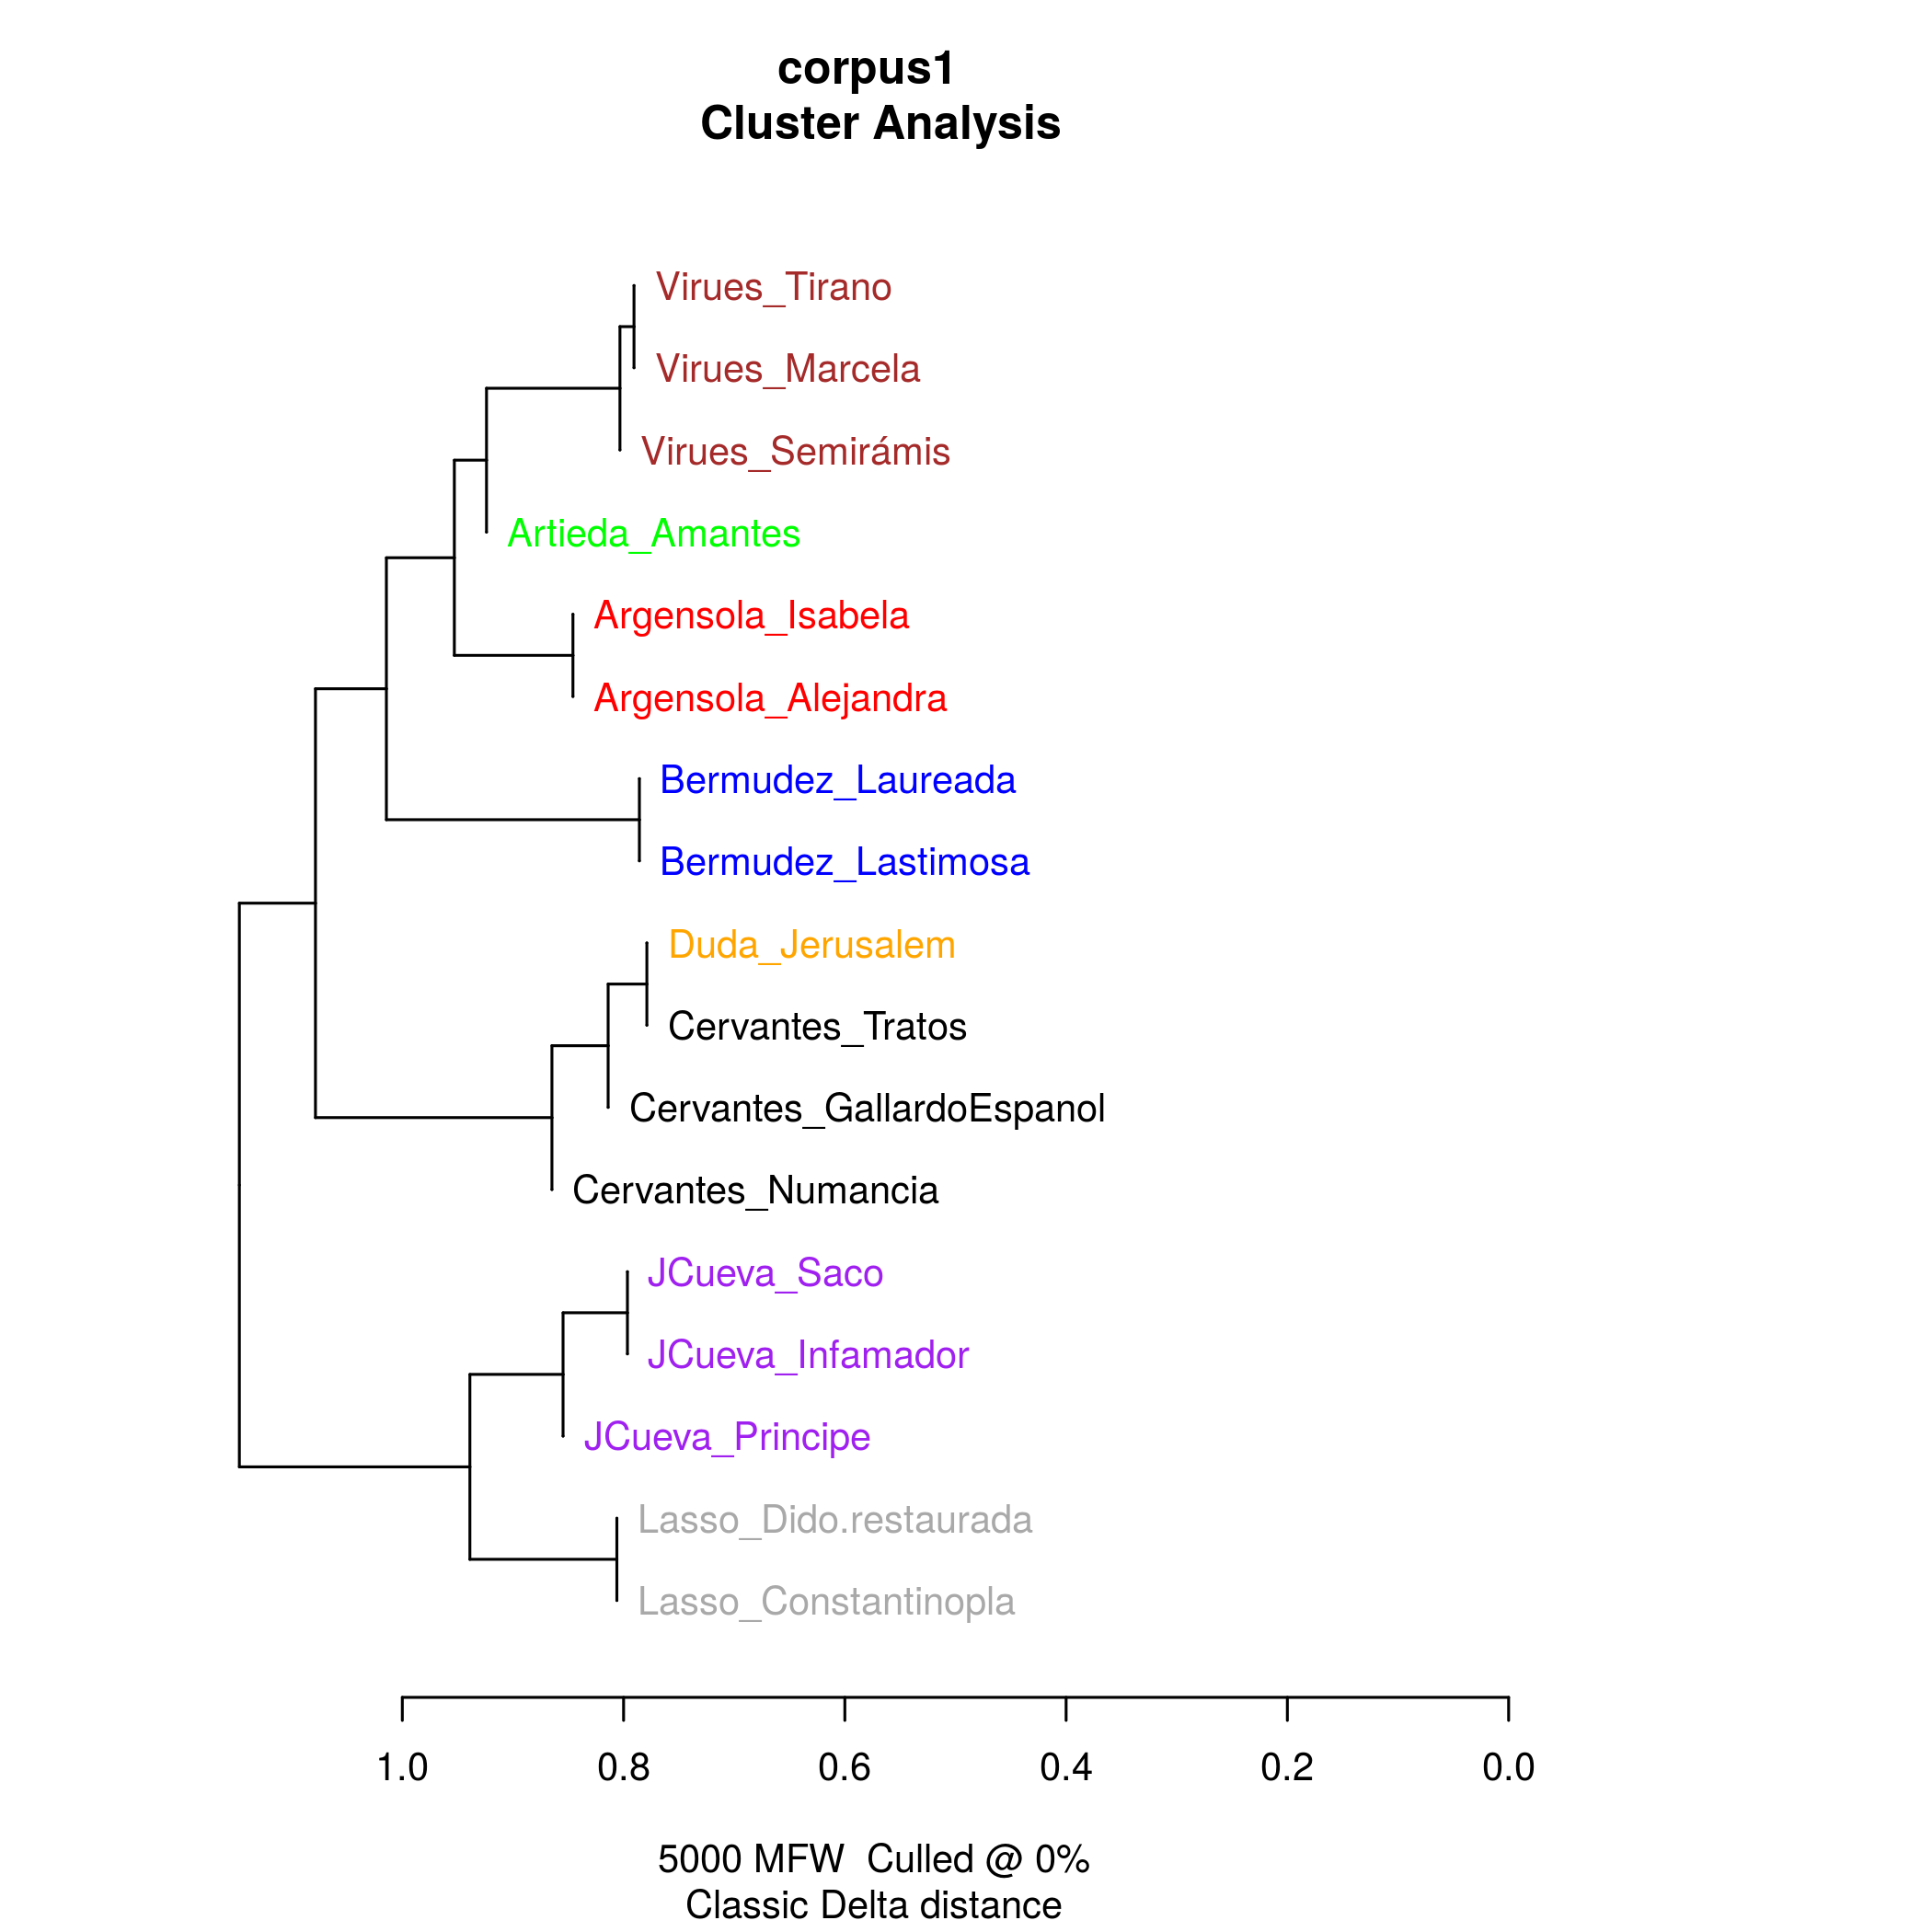 corpus1
Cluster Analysis
Virues_Tirano
Virues_Marcela
Virues_Semirámis
Artieda_Amantes
Argensola_Isabela
Argensola_Alejandra
Bermudez_Laureada
Bermudez_Lastimosa
Duda_Jerusalem
Cervantes_Tratos
Cervantes_GallardoEspanol
Cervantes_Numancia
JCueva_Saco
JCueva_Infamador
JCueva_Principe
Lasso_Dido.restaurada
Lasso_Constantinopla
1.0 0.8 0.6 0.4 0.2 0.0
5000 MFW  Culled @ 0%
Classic Delta distance